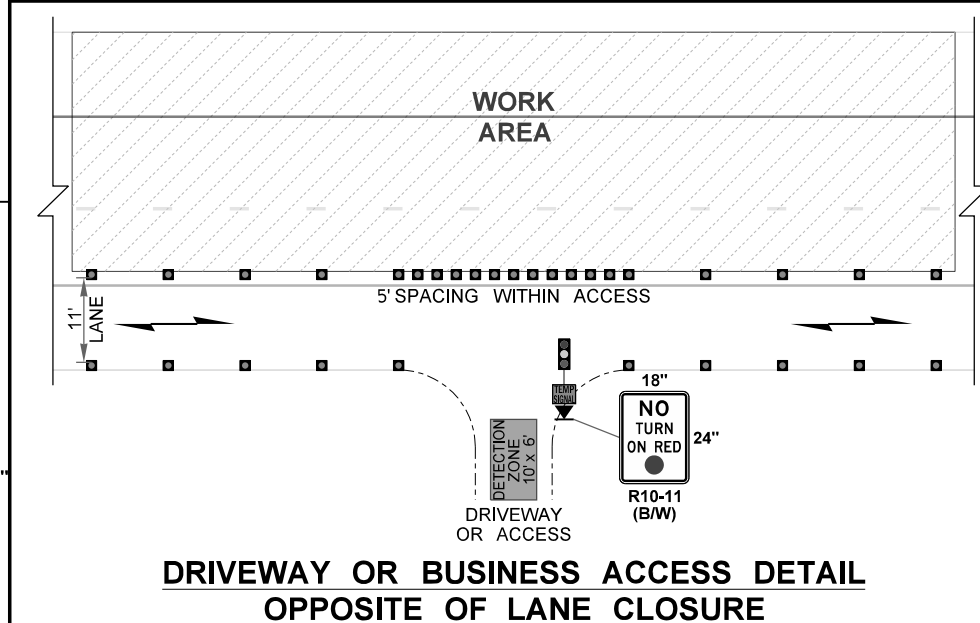 WORK
AREA
5' SPACING WITHIN ACCESS
11'
LANE
TEMP
SIGNAL
18"
NO
TURN
ON RED
24"
R10-11
(B/W)
DETECTION
ZONE
10' x 6'
DRIVEWAY
OR ACCESS
"
DRIVEWAY OR BUSINESS ACCESS DETAIL
OPPOSITE OF LANE CLOSURE